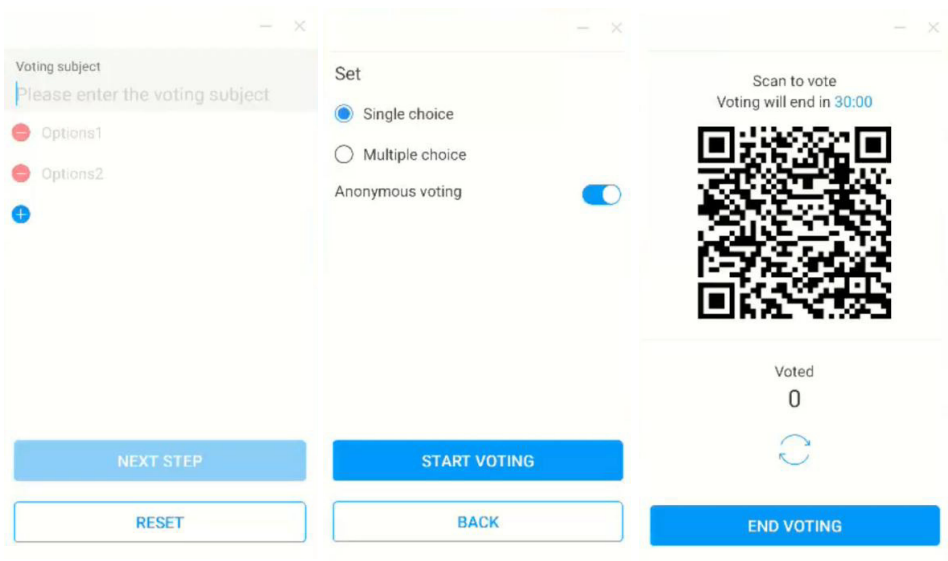 Voting subject
Please enter the voting subject
Options1
Options2
NEXT STEP
RESET
Set
Single choice
Multiple choice
Anonymous voting
START VOTING
BACK
Scan to vote
Voting will end in 30:00
Voted
0
END VOTING